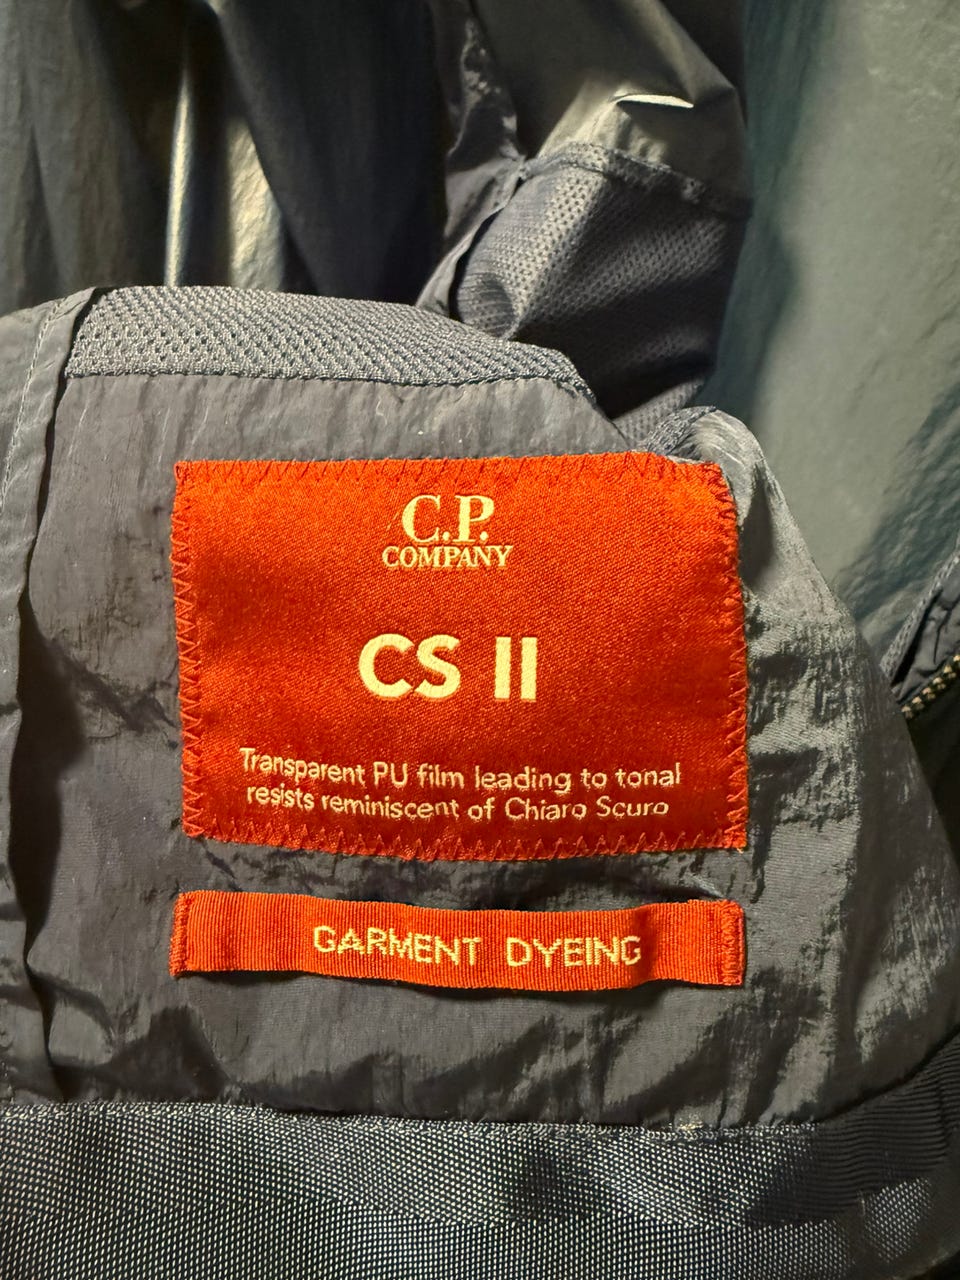 C.P.
COMPANY
CS II
Transparent PU film leading to tonal
resists reminiscent of Chiaro Scuro
GARMENT DYEING